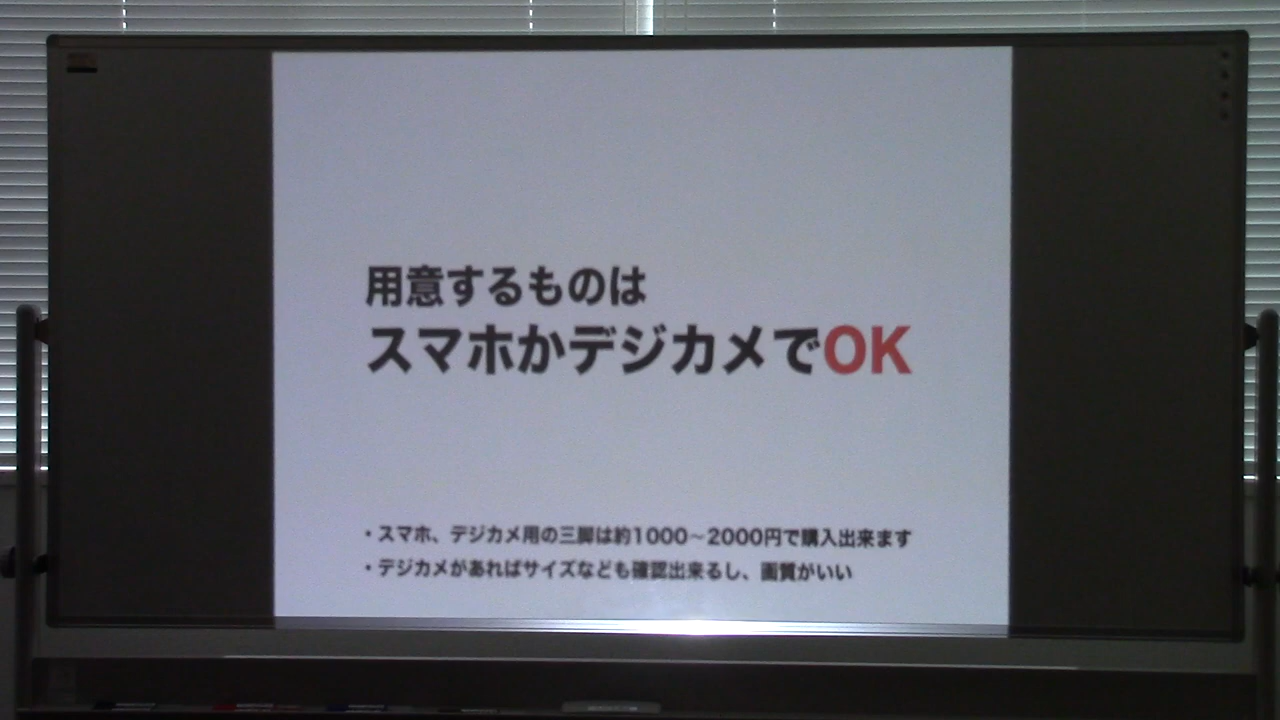 用意するものは
スマホかデジカメでOK
・スマホ、デジカメ用の三脚は約1000～2000円で購入出来ます
・デジカメがあればサイズなども確認出来るし、画質がいい